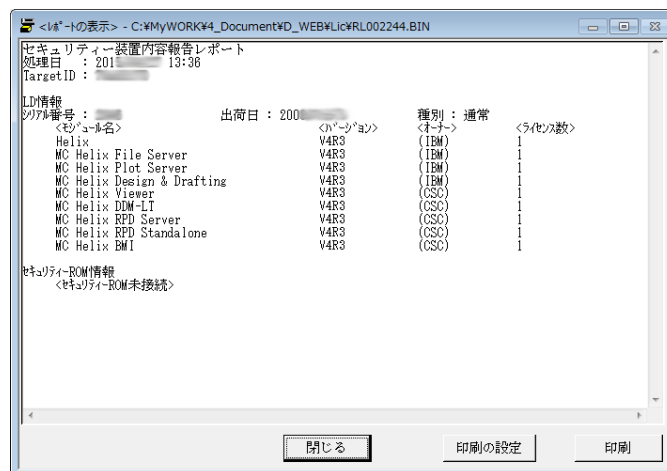 <ﾚﾎﾟｰﾄの表示> - C:¥MyWORK¥4_Document¥D_WEB¥Lic¥RL002244.BIN
セキュリティー装置内容報告レポート
処理日 : 201 13:36
TargetID :
LD情報
ｼﾘｱﾙ番号 : 出荷日 : 200 種別 : 通常
<ﾓｼﾞｭｰﾙ名> <ﾊﾞｰｼﾞｮﾝ> <ｵｰﾅｰ> <ﾗｲｾﾝｽ数>
Helix V4R3 (IBM) 1
MC Helix File Server V4R3 (IBM) 1
MC Helix Plot Server V4R3 (IBM) 1
MC Helix Design & Drafting V4R3 (IBM) 1
MC Helix Viewer V4R3 (CSC) 1
MC Helix DDM-LT V4R3 (CSC) 1
MC Helix RPD Server V4R3 (CSC) 1
MC Helix RPD Standalone V4R3 (CSC) 1
MC Helix BMI V4R3 (CSC) 1
ｾｷｭﾘﾃｨｰROM情報
<ｾｷｭﾘﾃｨｰROM未接続>
閉じる 印刷の設定 印刷